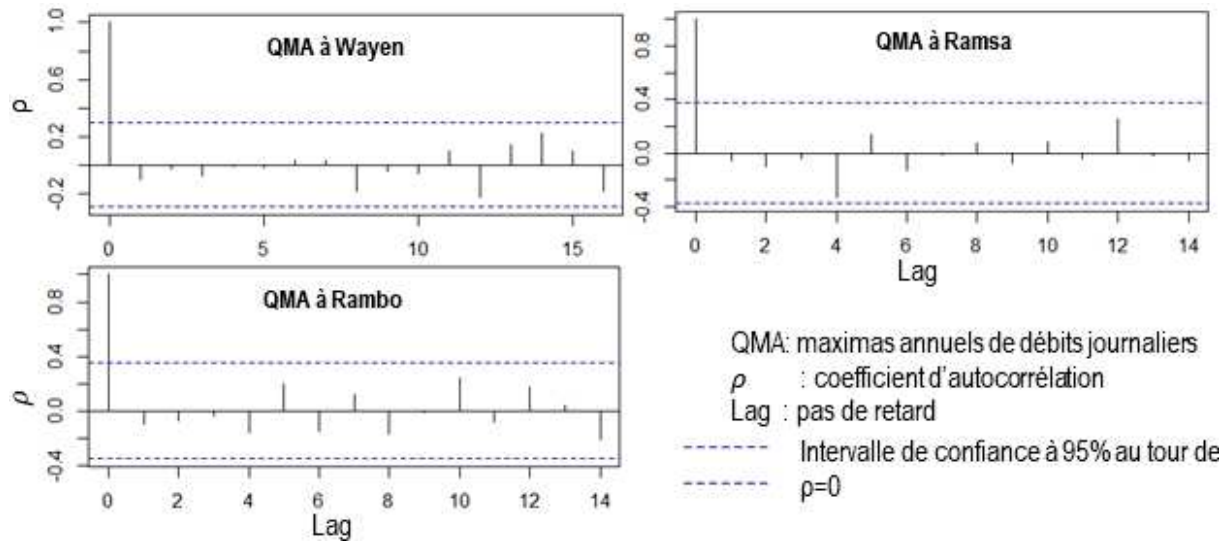 QMA à Wayen
1.0
0.6
0.2
-0.2
ρ
0 5 10 15
QMA à Ramsa
0.8
0.4
0.0
-0.4
0 2 4 6 8 10 12 14
Lag
QMA à Rambo
0.8
0.4
0.0
-0.4
ρ
0 2 4 6 8 10 12 14
Lag
QMA: maximas annuels de débits journaliers
ρ : coefficient d'autocorrélation
Lag : pas de retard
Intervalle de confiance à 95% au tour de
ρ=0